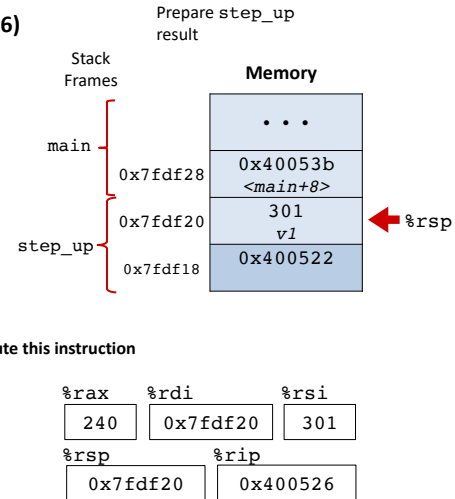 6)
Prepare step_up
result
Stack
Frames
Memory
• • •
main
0x7fdf28
0x40053b
<main+8>
0x7fdf20
301
v1
%rsp
step_up
0x7fdf18
0x400522
ute this instruction
%rax %rdi %rsi
240 0x7fdf20 301
%rsp %rip
0x7fdf20 0x400526